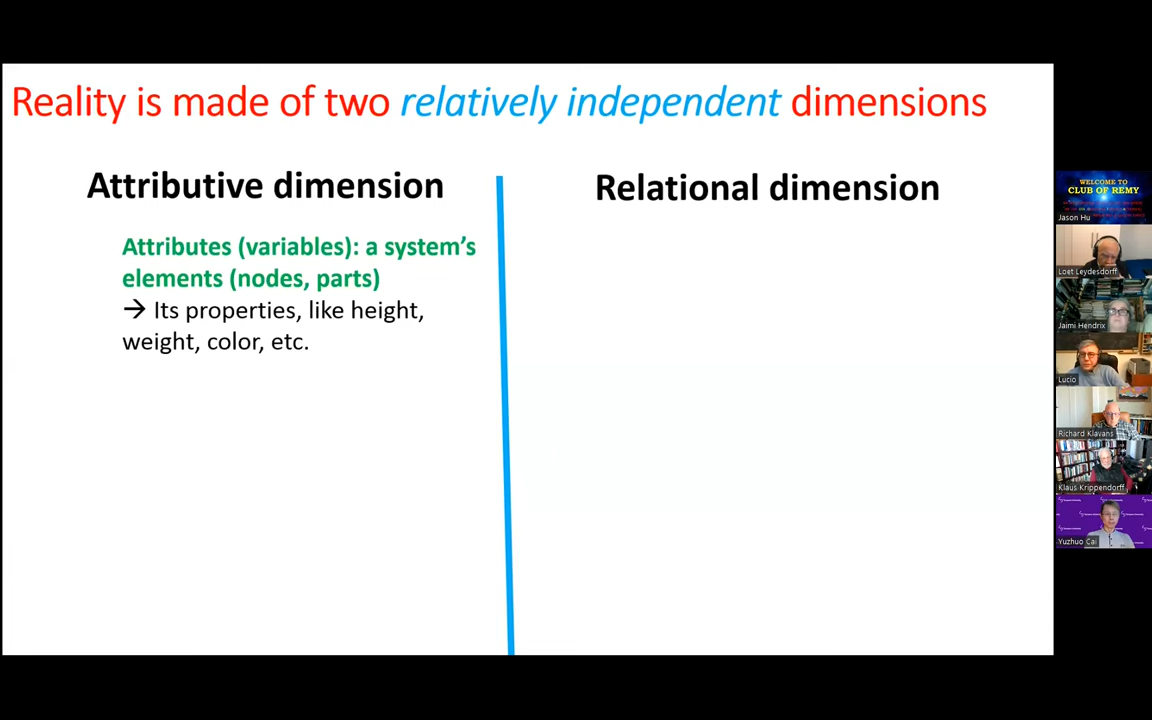 Reality is made of two relatively independent dimensions
Attributive dimension
Attributes (variables): a system's
elements (nodes, parts)
→ Its properties, like height,
weight, color, etc.
Relational dimension
WELCOME TO
CLUB OF REMY
Jason Hu
Loet Leydesdorff
Jaimi Hendrix
Lucio
Richard Klavans
Klaus Krippendorff
Yuzhuo Cai